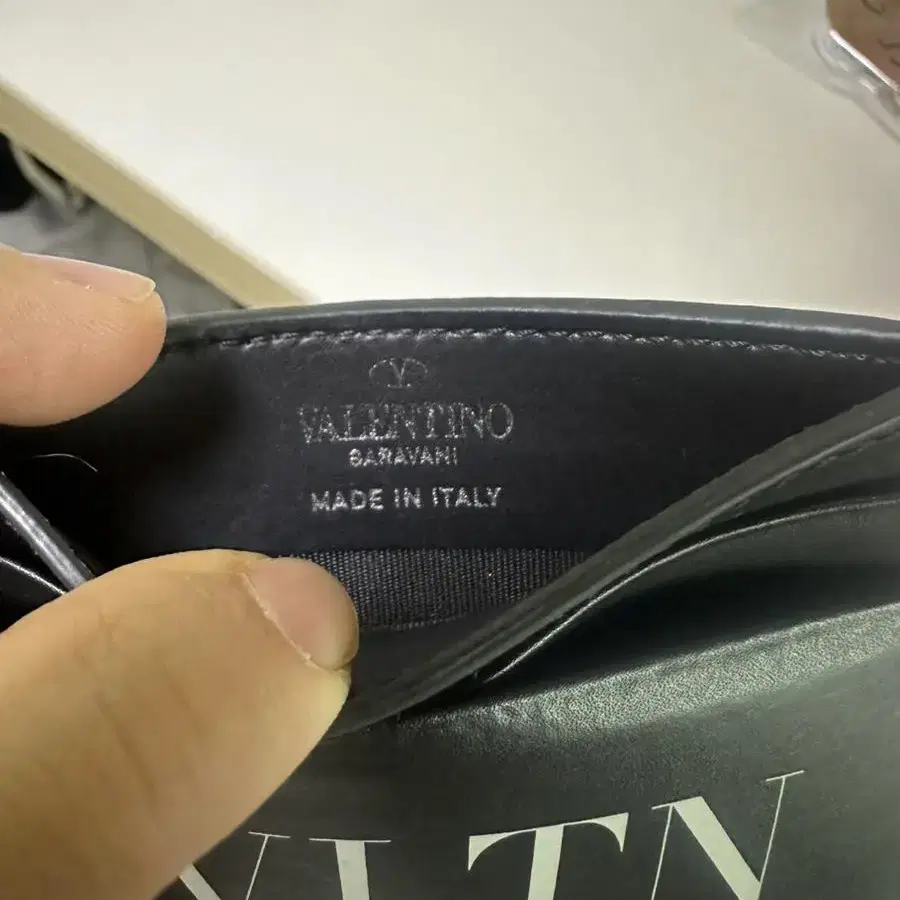 V
VALENTINO
GARAVANI
MADE IN ITALY
VLTN